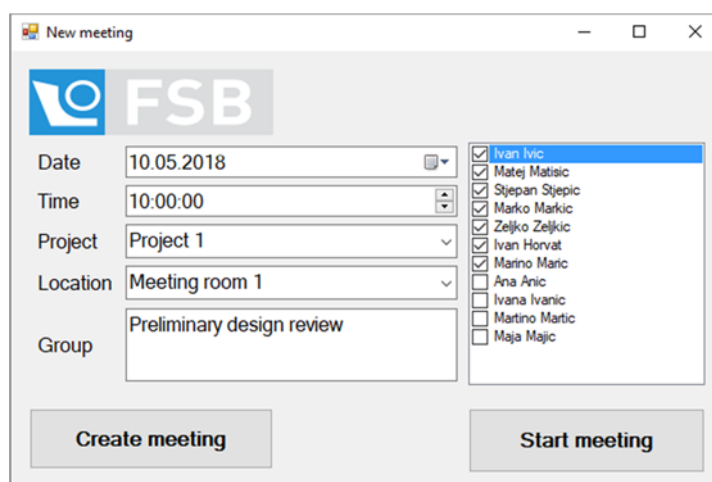 New meeting
FSB
Date 10.05.2018
Time 10:00:00
Project Project 1
Location Meeting room 1
Group Preliminary design review
Ivan Ivic
Matej Matisic
Stjepan Stjepic
Marko Markic
Zeljko Zeljkic
Ivan Horvat
Marino Maric
Ana Anic
Ivana Ivanic
Martino Martic
Maja Majic
Create meeting
Start meeting